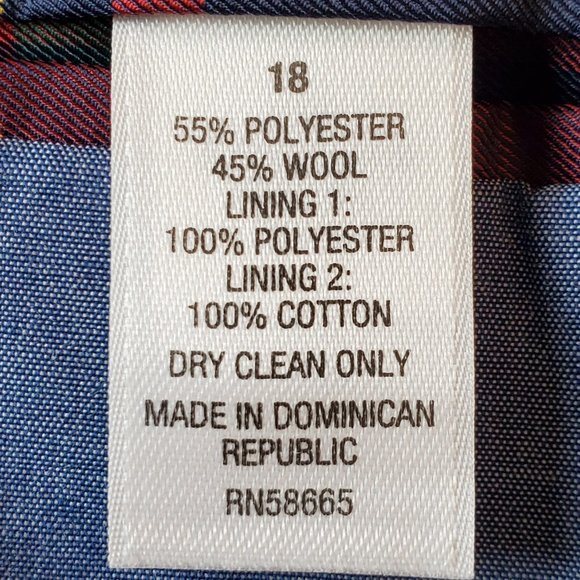 18
55% POLYESTER
45% WOOL
LINING 1:
100% POLYESTER
LINING 2:
100% COTTON
DRY CLEAN ONLY
MADE IN DOMINICAN
REPUBLIC
RN58665